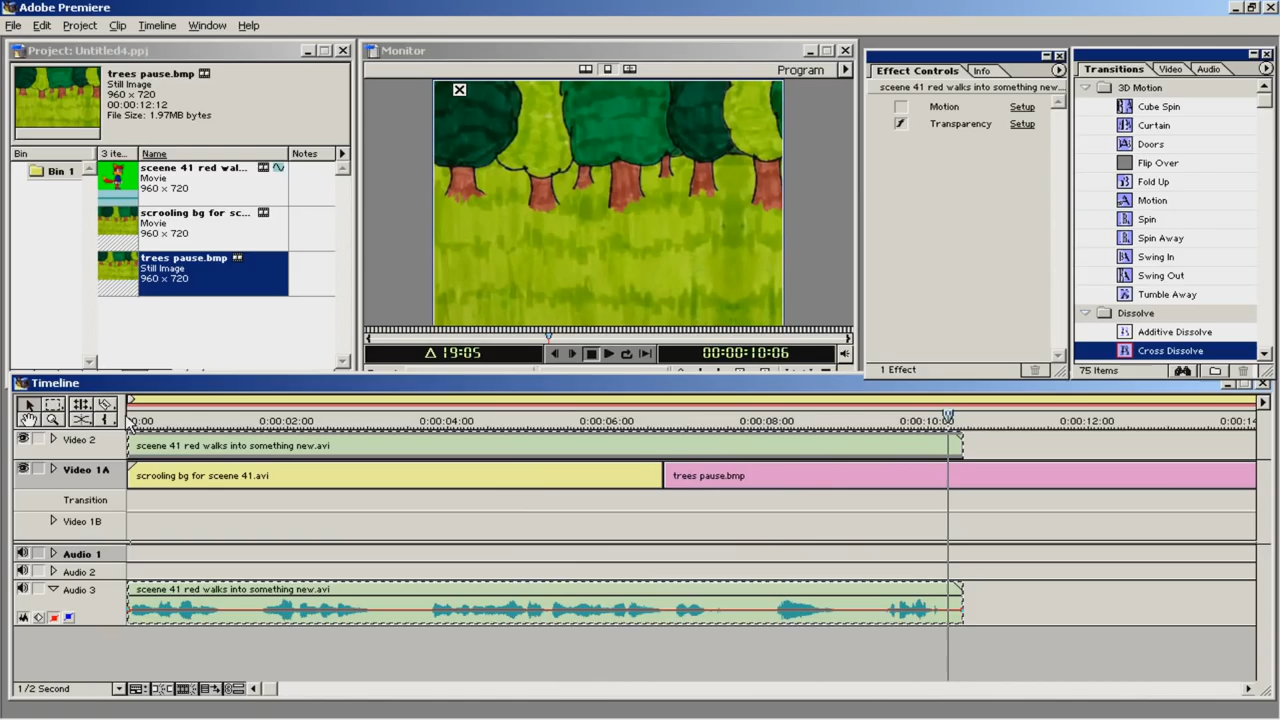 Adobe Premiere
File Edit Project Clip Timeline Window Help
Project: Untitled4.ppj
trees pause.bmp
Still Image
960 x 720
00:00:12:12
File Size: 1.97MB bytes
Bin 3 ite... Name Notes
Bin 1
sceene 41 red wal...
Movie
960 x 720
scrooling bg for sc...
Movie
960 x 720
trees pause.bmp
Still Image
960 x 720
Monitor
Program
Δ 19:05
00:00:10:06
Effect Controls Info
sceene 41 red walks into something new...
Motion Setup
Transparency Setup
1 Effect
Transitions Video Audio
3D Motion
Cube Spin
Curtain
Doors
Flip Over
Fold Up
Motion
Spin
Spin Away
Swing In
Swing Out
Tumble Away
Dissolve
Additive Dissolve
Cross Dissolve
75 Items
Timeline
0:00 0:00:02:00 0:00:04:00 0:00:06:00 0:00:08:00 0:00:10:00 0:00:12:00 0:00:14
Video 2 sceene 41 red walks into something new.avi
Video 1A scrooling bg for sceene 41.avi trees pause.bmp
Transition
Video 1B
Audio 1
Audio 2
Audio 3 sceene 41 red walks into something new.avi
1/2 Second